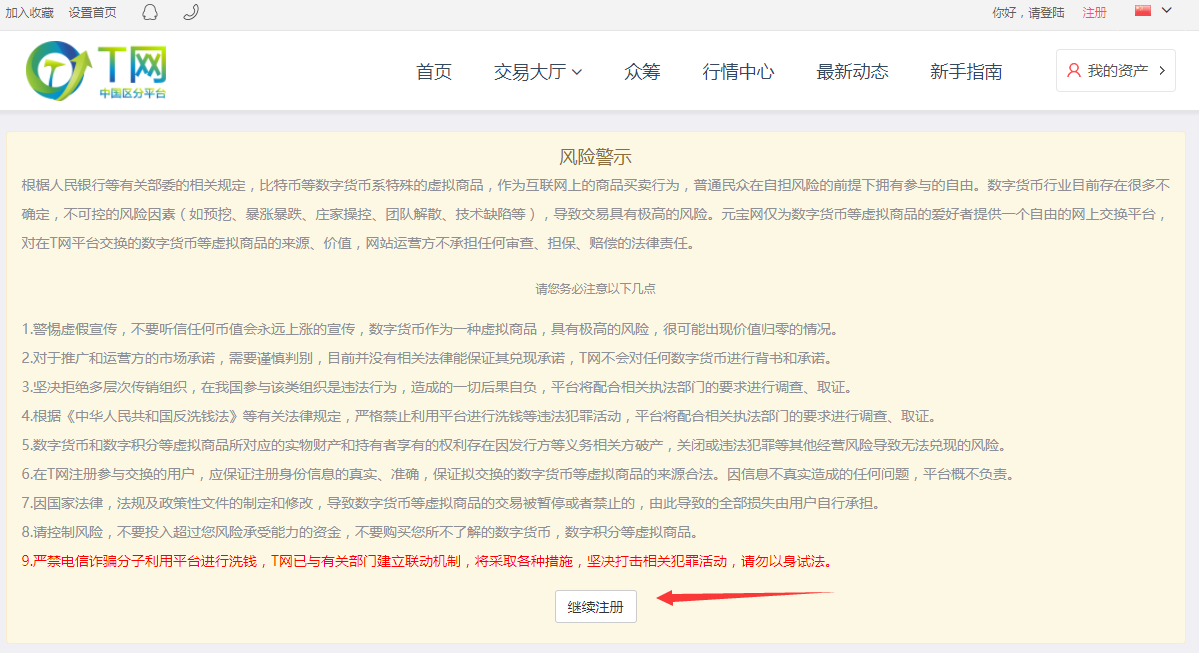 加入收藏 设置首页 你好，请登陆 注册
T网
中国区分平台
首页 交易大厅 众筹 行情中心 最新动态 新手指南 我的资产
风险警示
根椐人民银行等有关部委的相关规定，比特币等数字货币系特殊的虚拟商品，作为互联网上的商品买卖行为，普通民众在自担风险的前提下拥有参与的自由。数字货币行业目前存在很多不
确定，不可控的风险因素（如预挖、暴涨暴跌、庄家操控、团队解散、技术缺陷等），导致交易具有极高的风险。元宝网仅为数字货币等虚拟商品的爱好者提供一个自由的网上交换平台，
对在T网平台交换的数字货币等虚拟商品的来源、价值，网站运营方不承担任何审查、担保、赔偿的法律责任。
请您务必注意以下几点
1.警惕虚假宣传，不要听信任何币值会永远上涨的宣传，数字货币作为一种虚拟商品，具有极高的风险，很可能出现价值归零的情况。
2.对于推广和运营方的市场承诺，需要谨慎判别，目前并没有相关法律能保证其兑现承诺，T网不会对任何数字货币进行背书和承诺。
3.坚决拒绝多层次传销组织，在我国参与该类组织是违法行为，造成的一切后果自负，平台将配合相关执法部门的要求进行调查、取证。
4.根据《中华人民共和国反洗钱法》等有关法律规定，严格禁止利用平台进行洗钱等违法犯罪活动，平台将配合相关执法部门的要求进行调查、取证。
5.数字货币和数字积分等虚拟商品所对应的实物财产和持有者享有的权利存在因发行方等义务相关方破产，关闭或违法犯罪等其他经营风险导致无法兑现的风险。
6.在T网注册参与交换的用户，应保证注册身份信息的真实、准确，保证拟交换的数字货币等虚拟商品的来源合法。因信息不真实造成的任何问题，平台概不负责。
7.因国家法律，法规及政策性文件的制定和修改，导致数字货币等虚拟商品的交易被暂停或者禁止的，由此导致的全部损失由用户自行承担。
8.请控制风险，不要投入超过您风险承受能力的资金，不要购买您所不了解的数字货币，数字积分等虚拟商品。
9.严禁电信诈骗分子利用平台进行洗钱，T网已与有关部门建立联动机制，将采取各种措施，坚决打击相关犯罪活动，请勿以身试法。
继续注册